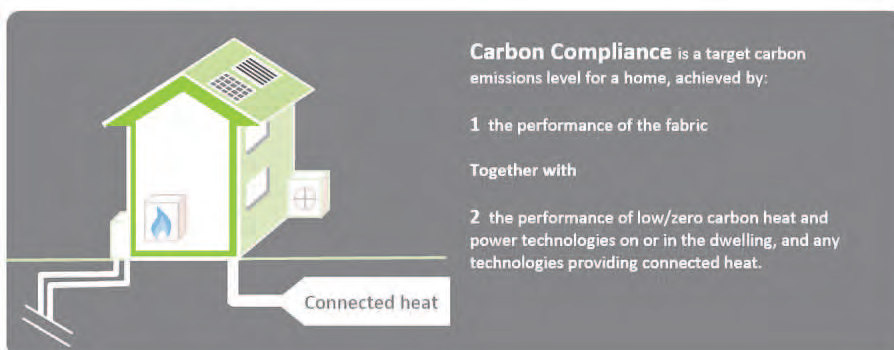 Carbon Compliance is a target carbon
emissions level for a home, achieved by:
1 the performance of the fabric
Together with
2 the performance of low/zero carbon heat and
power technologies on or in the dwelling, and any
technologies providing connected heat.
Connected heat